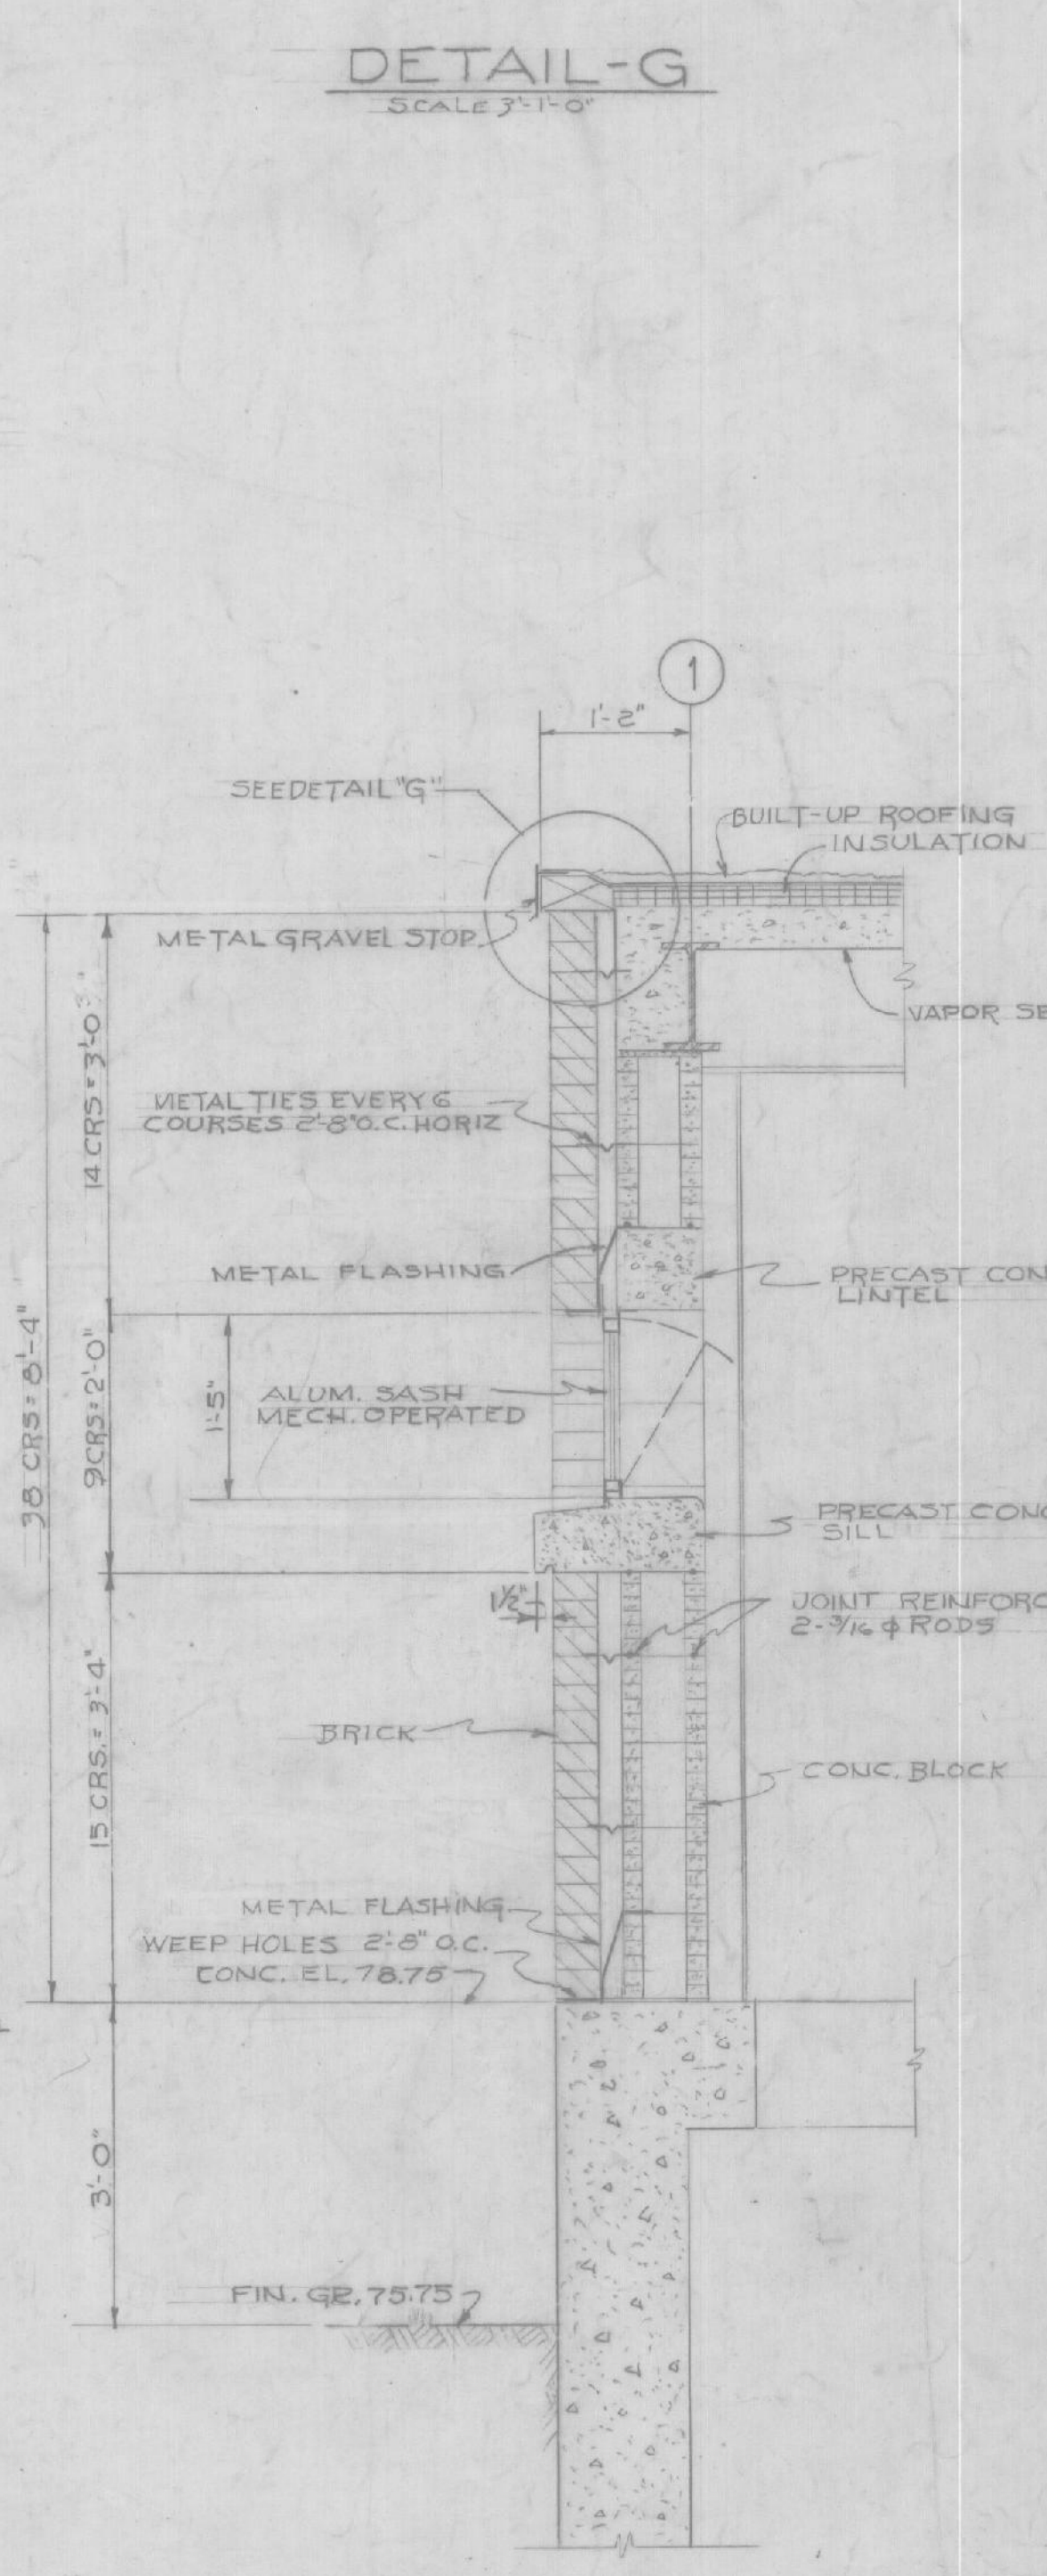 DETAIL-G
SCALE 3"-1'-0"
1
1'-2"
SEE DETAIL "G"
BUILT-UP ROOFING
INSULATION
METAL GRAVEL STOP
VAPOR SE
14 CRS = 3'-0
METAL TIES EVERY 6
COURSES 2'-8" O.C. HORIZ
METAL FLASHING
PRECAST CON
LINTEL
38 CRS = 8'-4"
9 CRS = 2'-0"
1'-5"
ALUM. SASH
MECH. OPERATED
PRECAST CONC
SILL
1½"
JOINT REINFORC
2-3/16 φ RODS
15 CRS. = 3'-4"
BRICK
CONC. BLOCK
METAL FLASHING
WEEP HOLES 2'-8" O.C.
CONC. EL. 78.75
3'-0"
FIN. GR. 75.75